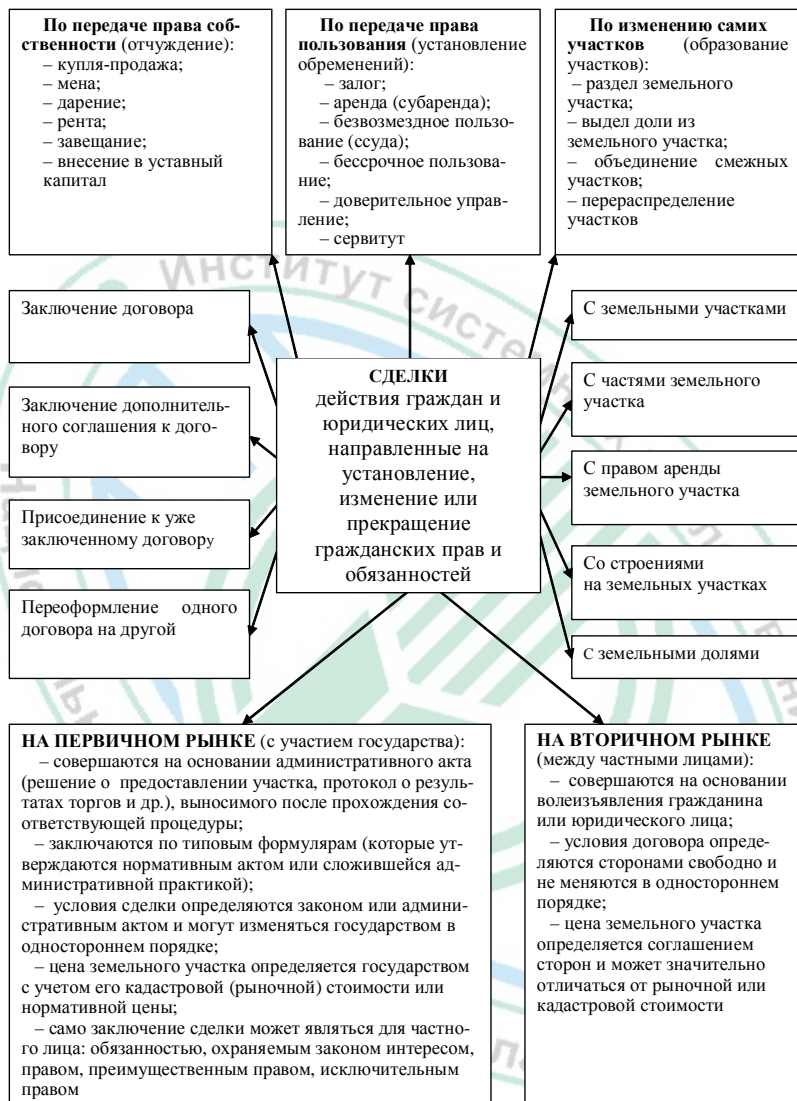 По передаче права соб-
ственности (отчуждение):
– купля-продажа;
– мена;
– дарение;
– рента;
– завещание;
– внесение в уставный
капитал
По передаче права
пользования (установление
обременений):
– залог;
– аренда (субаренда);
– безвозмездное пользо-
вание (ссуда);
– бессрочное пользова-
ние;
– доверительное управ-
ление;
– сервитут
По изменению самих
участков (образование
участков):
– раздел земельного
участка;
– выдел доли из
земельного участка;
– объединение смежных
участков;
– перераспределение
участков
Заключение договора
Заключение дополнитель-
ного соглашения к дого-
вору
Присоединение к уже
заключенному договору
Переоформление одного
договора на другой
СДЕЛКИ
действия граждан и
юридических лиц,
направленные на
установление,
изменение или
прекращение
гражданских прав и
обязанностей
С земельными участками
С частями земельного
участка
С правом аренды
земельного участка
Со строениями
на земельных участках
С земельными долями
НА ПЕРВИЧНОМ РЫНКЕ (с участием государства):
– совершаются на основании административного акта
(решение о предоставлении участка, протокол о резуль-
татах торгов и др.), выносимого после прохождения со-
ответствующей процедуры;
– заключаются по типовым формулярам (которые ут-
верждаются нормативным актом или сложившейся ад-
министративной практикой);
– условия сделки определяются законом или админи-
стративным актом и могут изменяться государством в
одностороннем порядке;
– цена земельного участка определяется государством
с учетом его кадастровой (рыночной) стоимости или
нормативной цены;
– само заключение сделки может являться для частно-
го лица: обязанностью, охраняемым законом интересом,
правом, преимущественным правом, исключительным
правом
НА ВТОРИЧНОМ РЫНКЕ
(между частными лицами):
– совершаются на основании
волеизъявления гражданина
или юридического лица;
– условия договора опреде-
ляются сторонами свободно и
не меняются в одностороннем
порядке;
– цена земельного участка
определяется соглашением
сторон и может значительно
отличаться от рыночной или
кадастровой стоимости
Институт